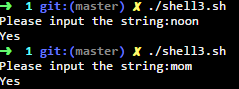 ➜  1 git:(master) ✗ ./shell3.sh
Please input the string:noon
Yes
➜  1 git:(master) ✗ ./shell3.sh
Please input the string:mom
Yes